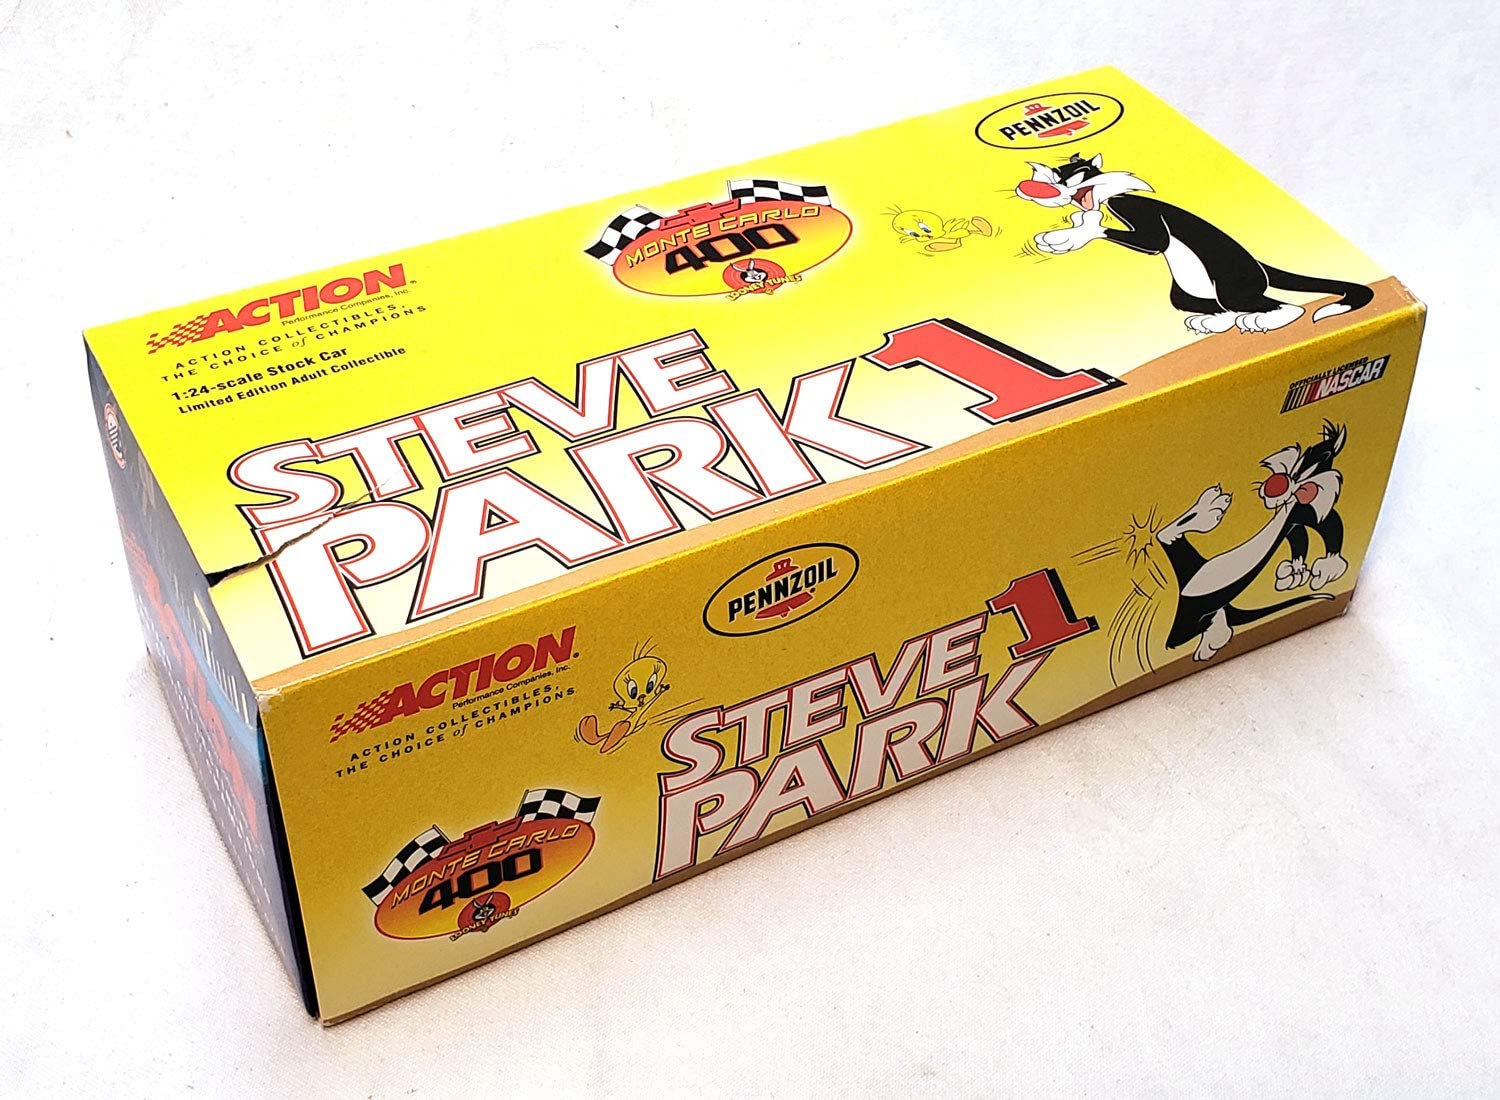 PENNZOIL
MONTE CARLO
400
LOONEY TUNES
ACTION
Performance Companies, Inc.
ACTION COLLECTIBLES,
THE CHOICE of CHAMPIONS
1:24-scale Stock Car
Limited Edition Adult Collectible
STEVE
PARK 1
OFFICIALLY LICENSED
NASCAR
PENNZOIL
ACTION
Performance Companies, Inc.
ACTION COLLECTIBLES,
THE CHOICE of CHAMPIONS
STEVE 1
PARK
MONTE CARLO
400
LOONEY TUNES